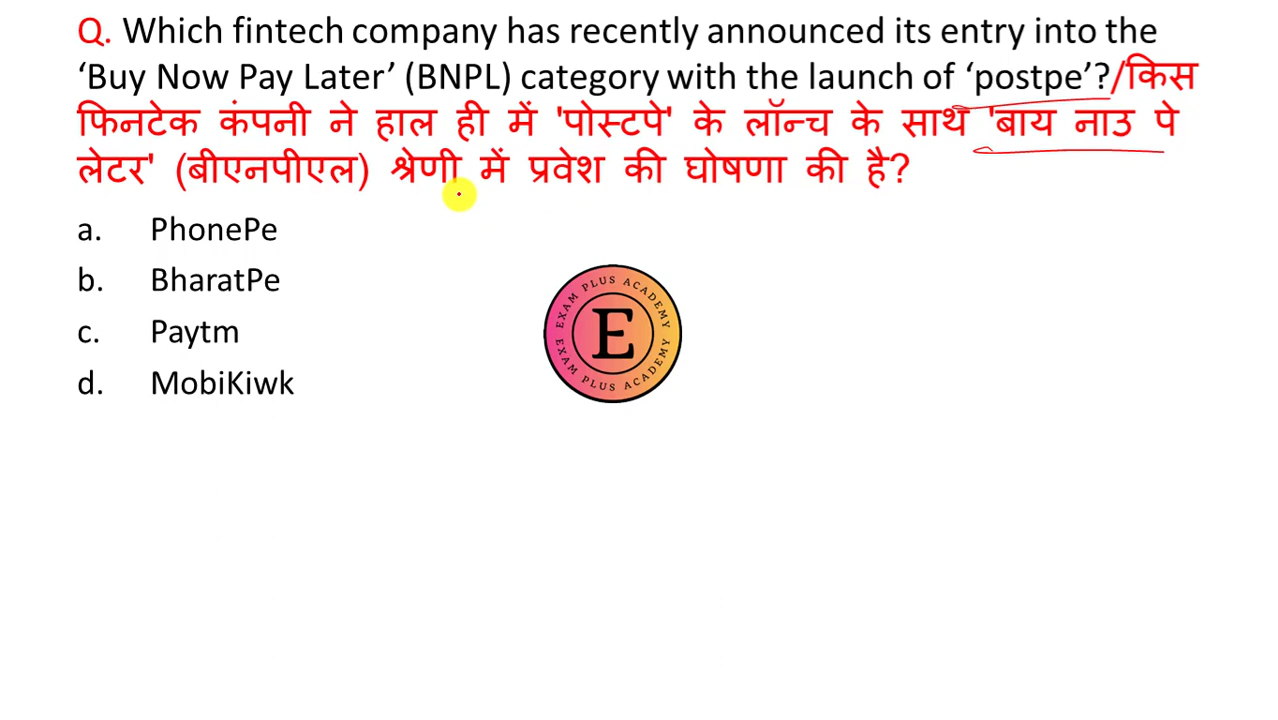 Q. Which fintech company has recently announced its entry into the
‘Buy Now Pay Later’ (BNPL) category with the launch of ‘postpe’?/किस
फिनटेक कंपनी ने हाल ही में 'पोस्टपे' के लॉन्च के साथ 'बाय नाउ पे
लेटर' (बीएनपीएल) श्रेणी में प्रवेश की घोषणा की है?
a. PhonePe
b. BharatPe
c. Paytm
d. MobiKiwk
EXAM PLUS ACADEMY
E
EXAM PLUS ACADEMY